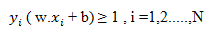 yᵢ ( w.xᵢ + b) ≥ 1 , i =1,2.....,N